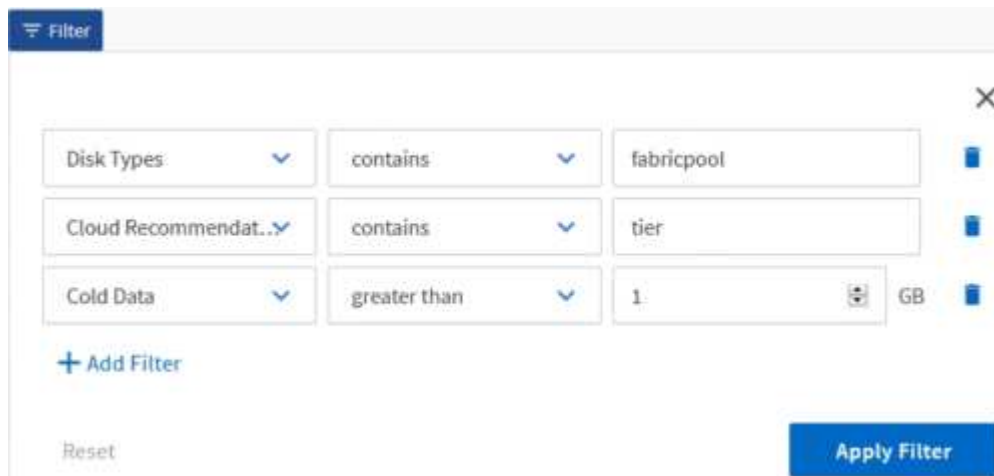 Filter
Disk Types contains fabricpool
Cloud Recommendat... contains tier
Cold Data greater than 1 GB
+ Add Filter
Reset Apply Filter